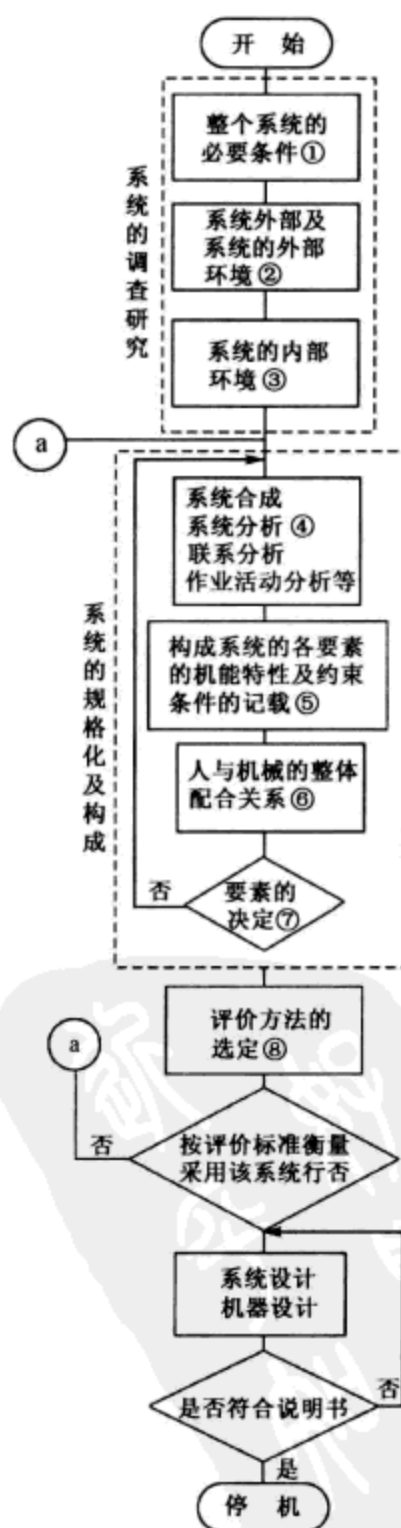 开 始
系统的调查研究
整个系统的
必要条件①
系统外部及
系统的外部
环境②
系统的内部
环境③
a
系统的规格化及构成
系统合成
系统分析④
联系分析
作业活动分析等
构成系统的各要素
的机能特性及约束
条件的记载⑤
人与机械的整体
配合关系⑥
否
要素的
决定⑦
a
评价方法的
选定⑧
否
按评价标准衡量
采用该系统行否
系统设计
机器设计
是否符合说明书
否
是
停 机